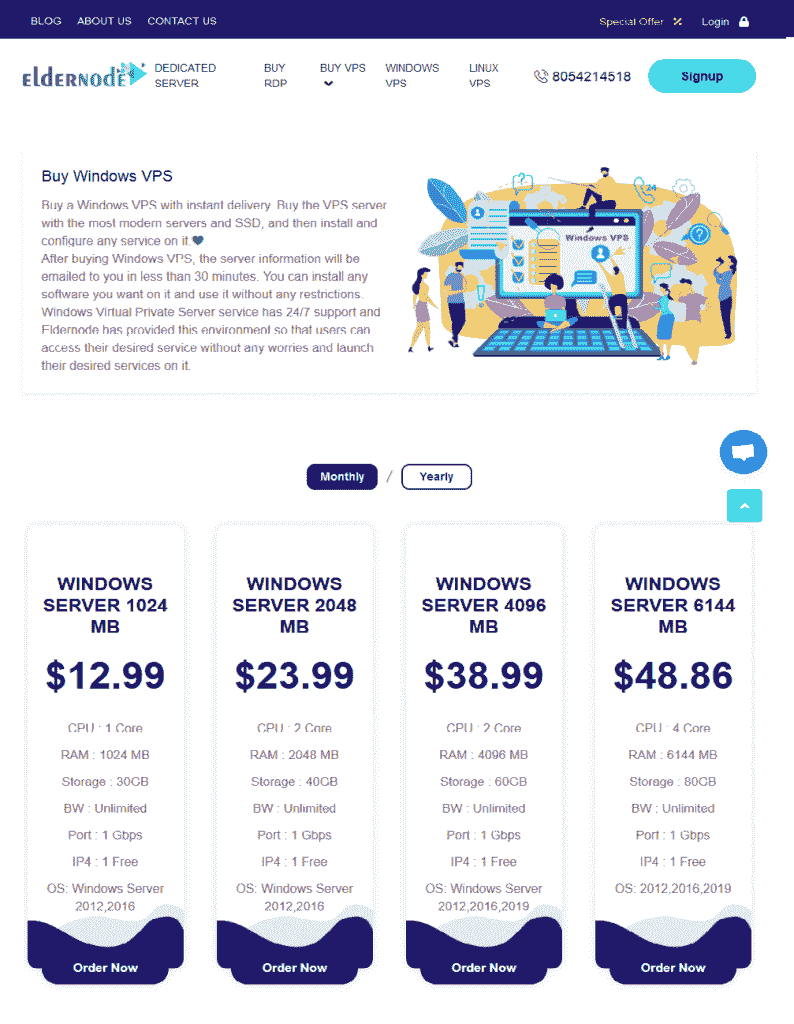 BLOG ABOUT US CONTACT US Special Offer Login
ELDERNODE
DEDICATED SERVER
BUY RDP
BUY VPS
WINDOWS VPS
LINUX VPS
8054214518
Signup
Buy Windows VPS
Buy a Windows VPS with instant delivery. Buy the VPS server
with the most modern servers and SSD, and then install and
configure any service on it.
After buying Windows VPS, the server information will be
emailed to you in less than 30 minutes. You can install any
software you want on it and use it without any restrictions.
Windows Virtual Private Server service has 24/7 support and
Eldernode has provided this environment so that users can
access their desired service without any worries and launch
their desired services on it.
Windows VPS
24
Monthly / Yearly
WINDOWS
SERVER 1024
MB
$12.99
CPU : 1 Core
RAM : 1024 MB
Storage : 30GB
BW : Unlimited
Port : 1 Gbps
IP4 : 1 Free
OS: Windows Server
2012,2016
Order Now
WINDOWS
SERVER 2048
MB
$23.99
CPU : 2 Core
RAM : 2048 MB
Storage : 40GB
BW : Unlimited
Port : 1 Gbps
IP4 : 1 Free
OS: Windows Server
2012,2016
Order Now
WINDOWS
SERVER 4096
MB
$38.99
CPU : 2 Core
RAM : 4096 MB
Storage : 60GB
BW : Unlimited
Port : 1 Gbps
IP4 : 1 Free
OS: Windows Server
2012,2016,2019
Order Now
WINDOWS
SERVER 6144
MB
$48.86
CPU : 4 Core
RAM : 6144 MB
Storage : 80GB
BW : Unlimited
Port : 1 Gbps
IP4 : 1 Free
OS: 2012,2016,2019
Order Now